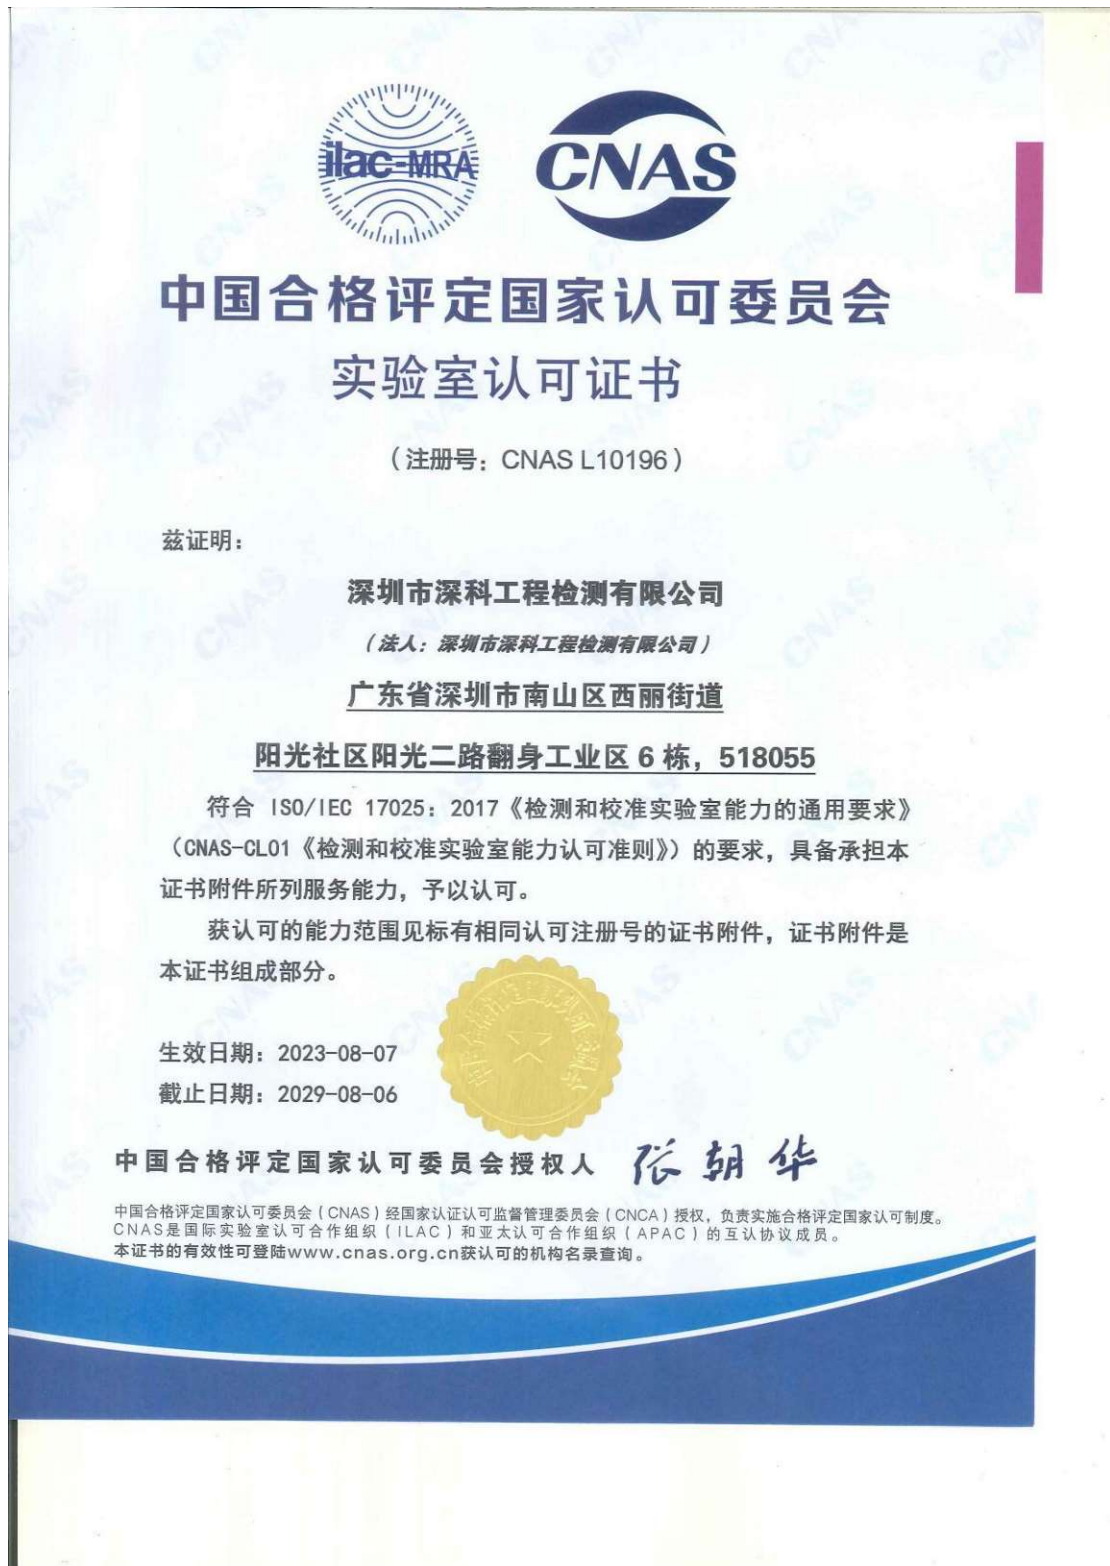 ilac-MRA
CNAS
中国合格评定国家认可委员会
实验室认可证书
（注册号：CNAS L10196）
兹证明：
深圳市深科工程检测有限公司
（法人：深圳市深科工程检测有限公司）
广东省深圳市南山区西丽街道
阳光社区阳光二路翻身工业区 6 栋，518055
符合 ISO/IEC 17025：2017《检测和校准实验室能力的通用要求》
（CNAS-CL01《检测和校准实验室能力认可准则》）的要求，具备承担本
证书附件所列服务能力，予以认可。
获认可的能力范围见标有相同认可注册号的证书附件，证书附件是
本证书组成部分。
生效日期：2023-08-07
截止日期：2029-08-06
中国合格评定国家认可委员会授权人 张朝华
中国合格评定国家认可委员会（CNAS）经国家认证认可监督管理委员会（CNCA）授权，负责实施合格评定国家认可制度。
CNAS是国际实验室认可合作组织（ILAC）和亚太认可合作组织（APAC）的互认协议成员。
本证书的有效性可登陆www.cnas.org.cn获认可的机构名录查询。